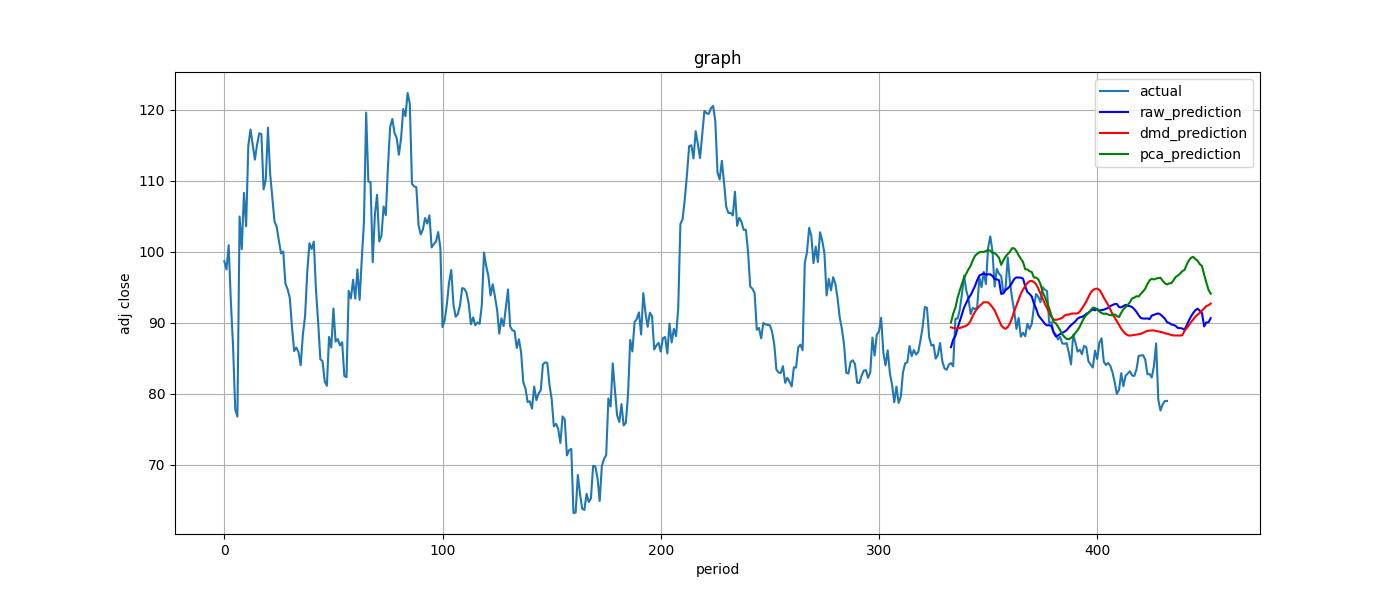 graph
actual
raw_prediction
dmd_prediction
pca_prediction
120
110
100
90
80
70
adj close
0 100 200 300 400
period